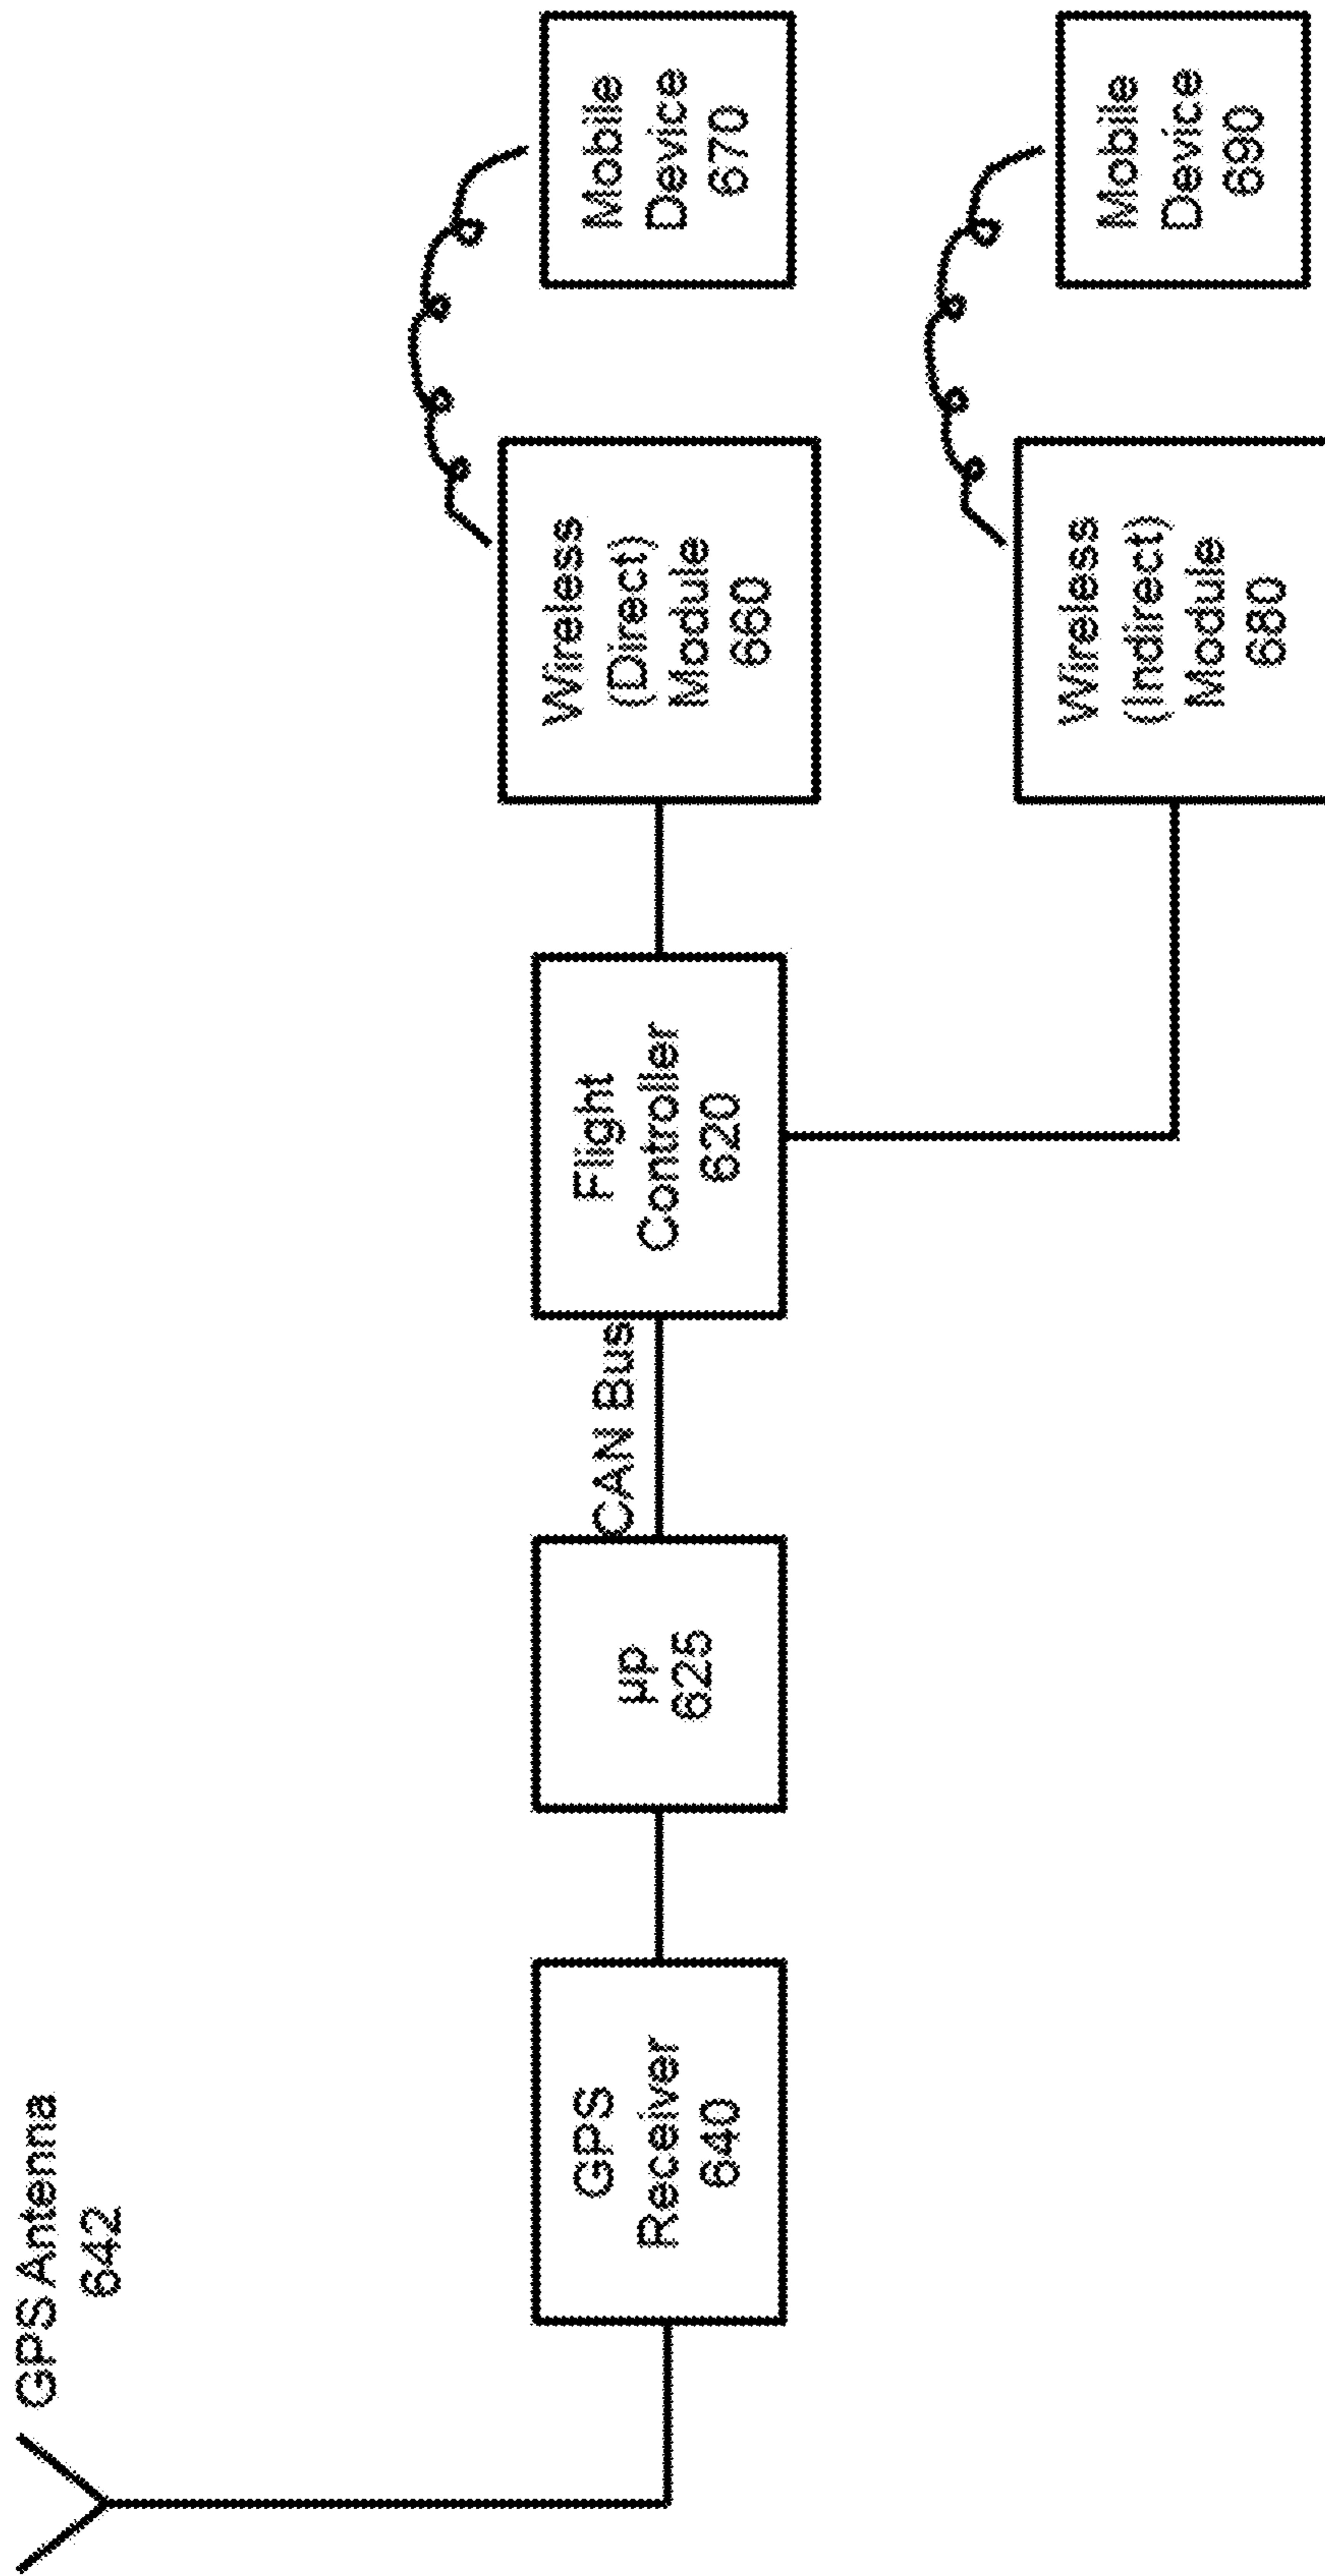 GPS Antenna
642
GPS
Receiver
640
µp
625
CAN Bus
Flight
Controller
620
Wireless
(Direct)
Module
660
Mobile
Device
670
Wireless
(Indirect)
Module
680
Mobile
Device
690